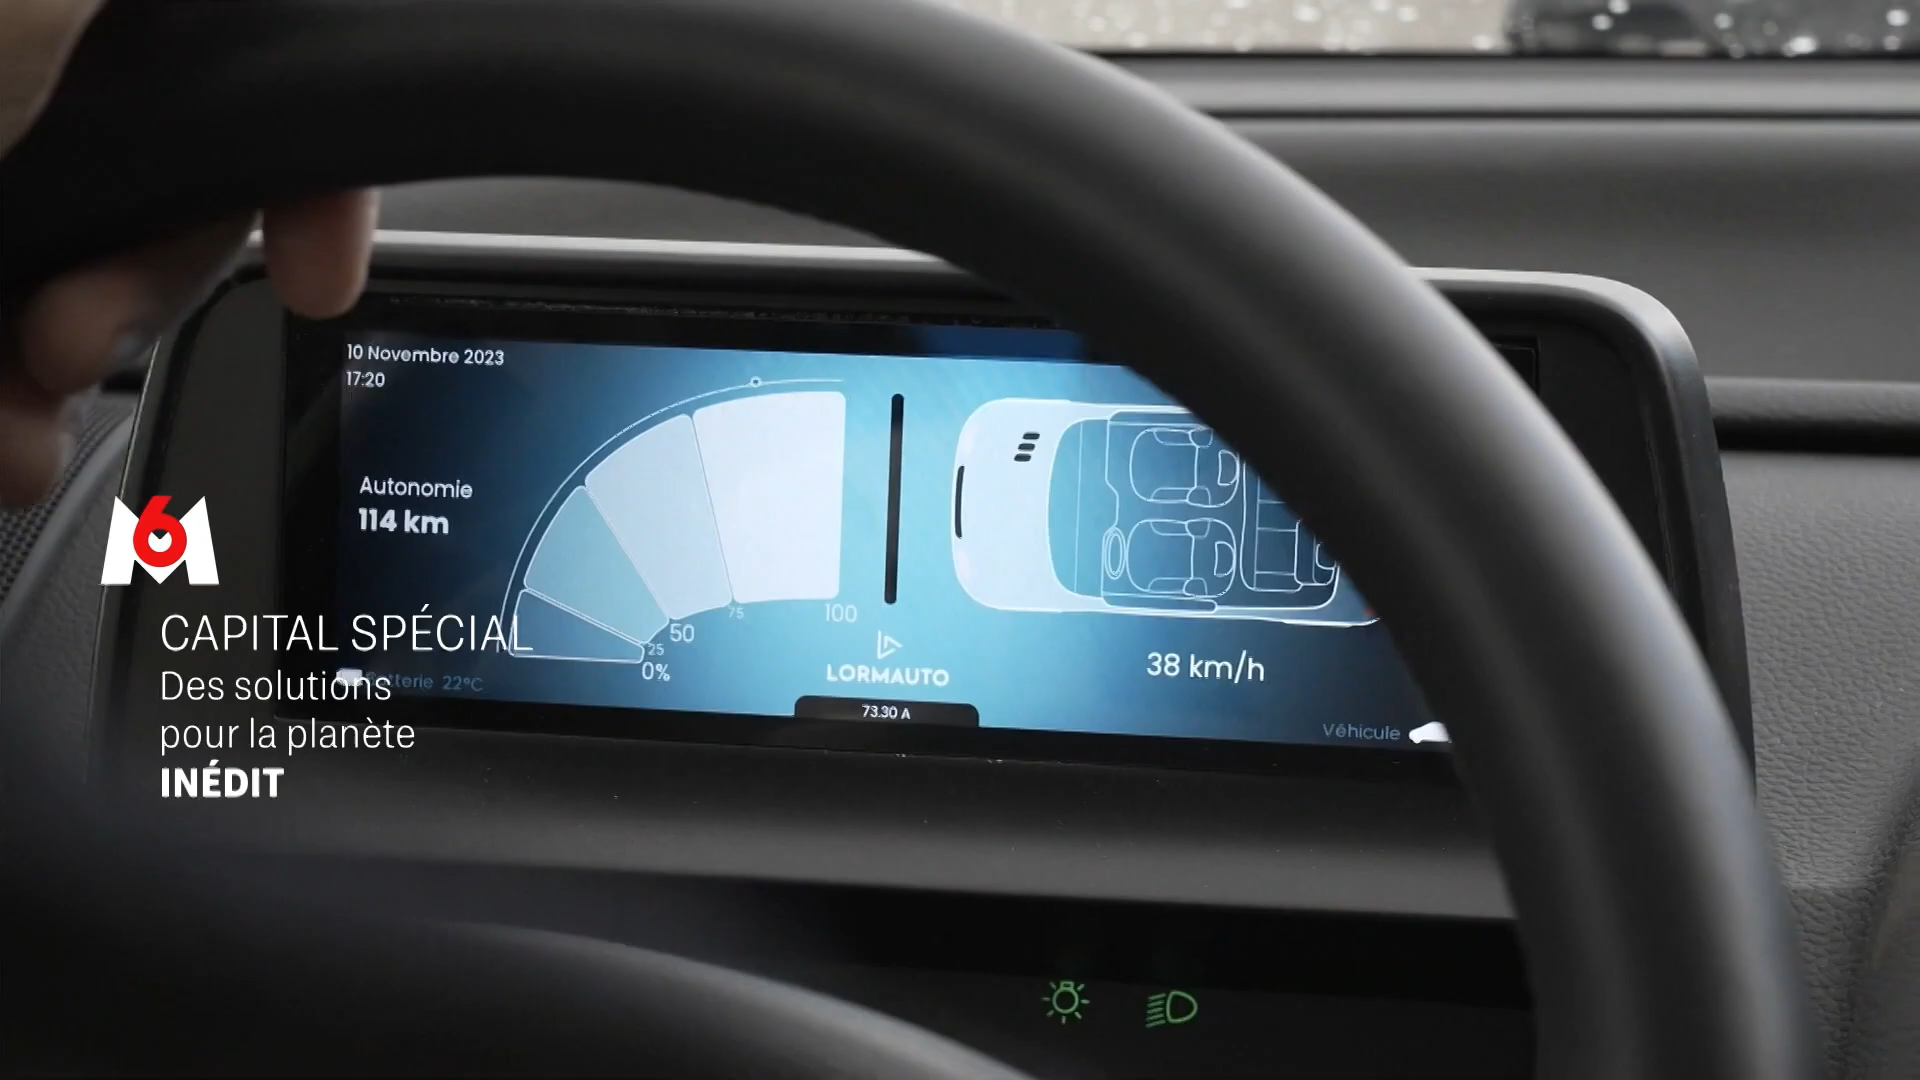 10 Novembre 2023
17:20
Autonomie
114 km
100
75
50
25
0%
Batterie 22°C
LORMAUTO
73.30 A
38 km/h
Véhicule
M6
CAPITAL SPÉCIAL
Des solutions
pour la planète
INÉDIT